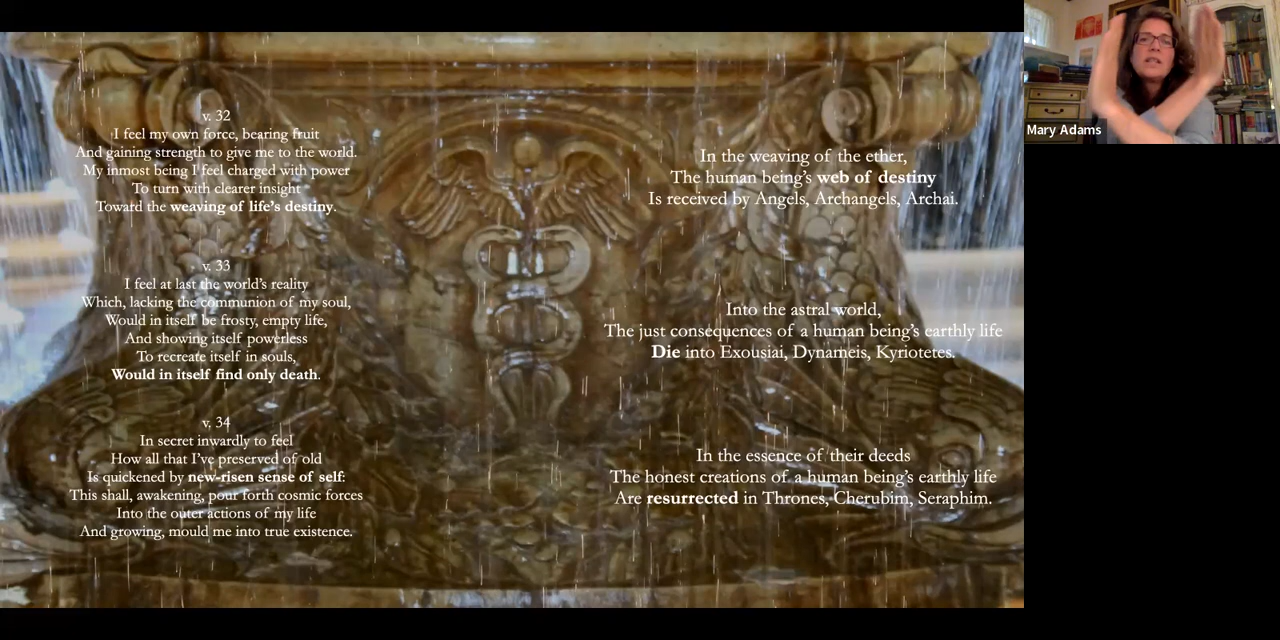 v. 32
I feel my own force, bearing fruit
And gaining strength to give me to the world.
My inmost being I feel charged with power
To turn with clearer insight
Toward the weaving of life's destiny.
v. 33
I feel at last the world's reality
Which, lacking the communion of my soul,
Would in itself be frosty, empty life,
And showing itself powerless
To recreate itself in souls,
Would in itself find only death.
v. 34
In secret inwardly to feel
How all that I've preserved of old
Is quickened by new-risen sense of self:
This shall, awakening, pour forth cosmic forces
Into the outer actions of my life
And growing, mould me into true existence.
In the weaving of the ether,
The human being's web of destiny
Is received by Angels, Archangels, Archai.
Into the astral world,
The just consequences of a human being's earthly life
Die into Exousiai, Dynameis, Kyriotetes.
In the essence of their deeds
The honest creations of a human being's earthly life
Are resurrected in Thrones, Cherubim, Seraphim.
Mary Adams